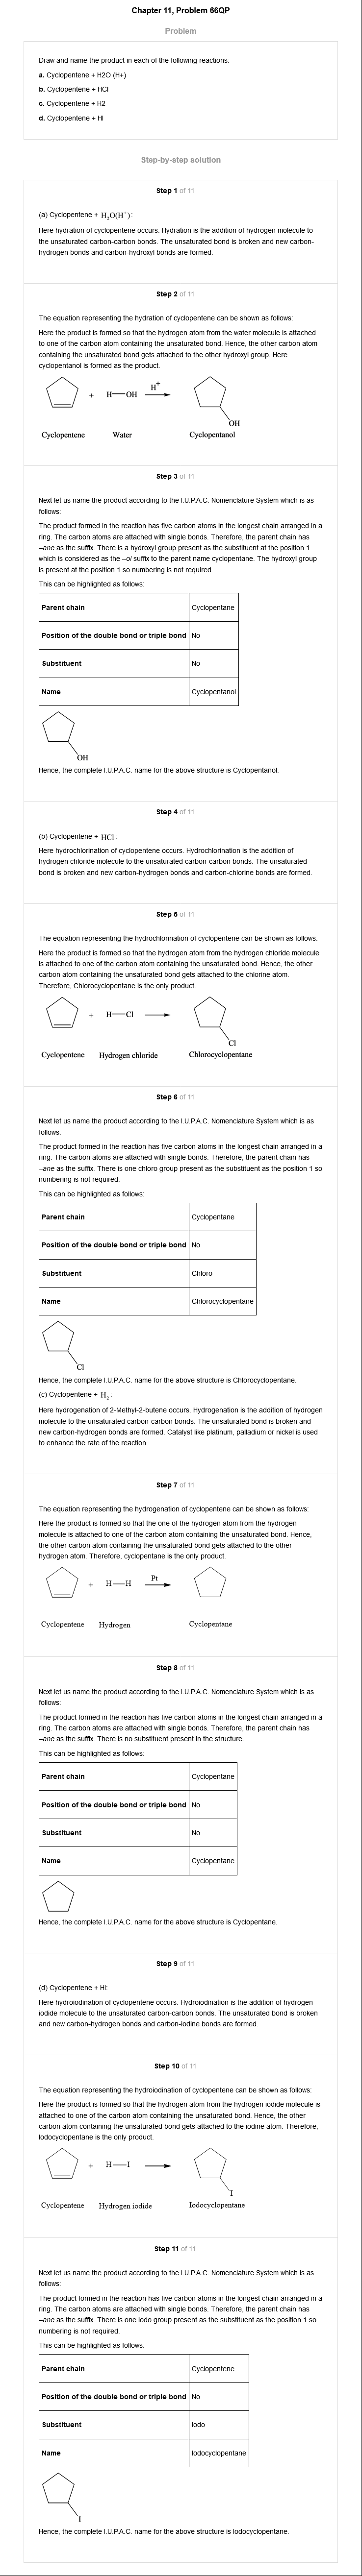 Chapter 11, Problem 66QP
Problem
Draw and name the product in each of the following reactions:
a. Cyclopentene + H2O (H+)
b. Cyclopentene + HCl
c. Cyclopentene + H2
d. Cyclopentene + HI
Step-by-step solution
Step 1 of 11
(a) Cyclopentene + H₂O(H⁺):
Here hydration of cyclopentene occurs. Hydration is the addition of hydrogen molecule to
the unsaturated carbon-carbon bonds. The unsaturated bond is broken and new carbon-
hydrogen bonds and carbon-hydroxyl bonds are formed.
Step 2 of 11
The equation representing the hydration of cyclopentene can be shown as follows:
Here the product is formed so that the hydrogen atom from the water molecule is attached
to one of the carbon atom containing the unsaturated bond. Hence, the other carbon atom
containing the unsaturated bond gets attached to the other hydroxyl group. Here
cyclopentanol is formed as the product.
+ H—OH H⁺
OH
Cyclopentene Water Cyclopentanol
Step 3 of 11
Next let us name the product according to the I.U.P.A.C. Nomenclature System which is as
follows:
The product formed in the reaction has five carbon atoms in the longest chain arranged in a
ring. The carbon atoms are attached with single bonds. Therefore, the parent chain has
–ane as the suffix. There is a hydroxyl group present as the substituent at the position 1
which is considered as the –ol suffix to the parent name cyclopentane. The hydroxyl group
is present at the position 1 so numbering is not required.
This can be highlighted as follows:
Parent chain Cyclopentane
Position of the double bond or triple bond No
Substituent No
Name Cyclopentanol
OH
Hence, the complete I.U.P.A.C. name for the above structure is Cyclopentanol.
Step 4 of 11
(b) Cyclopentene + HCl:
Here hydrochlorination of cyclopentene occurs. Hydrochlorination is the addition of
hydrogen chloride molecule to the unsaturated carbon-carbon bonds. The unsaturated
bond is broken and new carbon-hydrogen bonds and carbon-chlorine bonds are formed.
Step 5 of 11
The equation representing the hydrochlorination of cyclopentene can be shown as follows:
Here the product is formed so that the hydrogen atom from the hydrogen chloride molecule
is attached to one of the carbon atom containing the unsaturated bond. Hence, the other
carbon atom containing the unsaturated bond gets attached to the chlorine atom.
Therefore, Chlorocyclopentane is the only product.
+ H—Cl
Cl
Cyclopentene Hydrogen chloride Chlorocyclopentane
Step 6 of 11
Next let us name the product according to the I.U.P.A.C. Nomenclature System which is as
follows:
The product formed in the reaction has five carbon atoms in the longest chain arranged in a
ring. The carbon atoms are attached with single bonds. Therefore, the parent chain has
–ane as the suffix. There is one chloro group present as the substituent as the position 1 so
numbering is not required.
This can be highlighted as follows:
Parent chain Cyclopentane
Position of the double bond or triple bond No
Substituent Chloro
Name Chlorocyclopentane
Cl
Hence, the complete I.U.P.A.C. name for the above structure is Chlorocyclopentane.
(c) Cyclopentene + H₂:
Here hydrogenation of 2-Methyl-2-butene occurs. Hydrogenation is the addition of hydrogen
molecule to the unsaturated carbon-carbon bonds. The unsaturated bond is broken and
new carbon-hydrogen bonds are formed. Catalyst like platinum, palladium or nickel is used
to enhance the rate of the reaction.
Step 7 of 11
The equation representing the hydrogenation of cyclopentene can be shown as follows:
Here the product is formed so that the one of the hydrogen atom from the hydrogen
molecule is attached to one of the carbon atom containing the unsaturated bond. Hence,
the other carbon atom containing the unsaturated bond gets attached to the other
hydrogen atom. Therefore, cyclopentane is the only product.
+ H—H Pt
Cyclopentene Hydrogen Cyclopentane
Step 8 of 11
Next let us name the product according to the I.U.P.A.C. Nomenclature System which is as
follows:
The product formed in the reaction has five carbon atoms in the longest chain arranged in a
ring. The carbon atoms are attached with single bonds. Therefore, the parent chain has
–ane as the suffix. There is no substituent present in the structure.
This can be highlighted as follows:
Parent chain Cyclopentane
Position of the double bond or triple bond No
Substituent No
Name Cyclopentane
Hence, the complete I.U.P.A.C. name for the above structure is Cyclopentane.
Step 9 of 11
(d) Cyclopentene + HI:
Here hydroiodination of cyclopentene occurs. Hydroiodination is the addition of hydrogen
iodide molecule to the unsaturated carbon-carbon bonds. The unsaturated bond is broken
and new carbon-hydrogen bonds and carbon-iodine bonds are formed.
Step 10 of 11
The equation representing the hydroiodination of cyclopentene can be shown as follows:
Here the product is formed so that the hydrogen atom from the hydrogen iodide molecule is
attached to one of the carbon atom containing the unsaturated bond. Hence, the other
carbon atom containing the unsaturated bond gets attached to the iodine atom. Therefore,
Iodocyclopentane is the only product.
+ H—I
I
Cyclopentene Hydrogen iodide Iodocyclopentane
Step 11 of 11
Next let us name the product according to the I.U.P.A.C. Nomenclature System which is as
follows:
The product formed in the reaction has five carbon atoms in the longest chain arranged in a
ring. The carbon atoms are attached with single bonds. Therefore, the parent chain has
–ane as the suffix. There is one iodo group present as the substituent as the position 1 so
numbering is not required.
This can be highlighted as follows:
Parent chain Cyclopentene
Position of the double bond or triple bond No
Substituent Iodo
Name Iodocyclopentane
I
Hence, the complete I.U.P.A.C. name for the above structure is Iodocyclopentane.